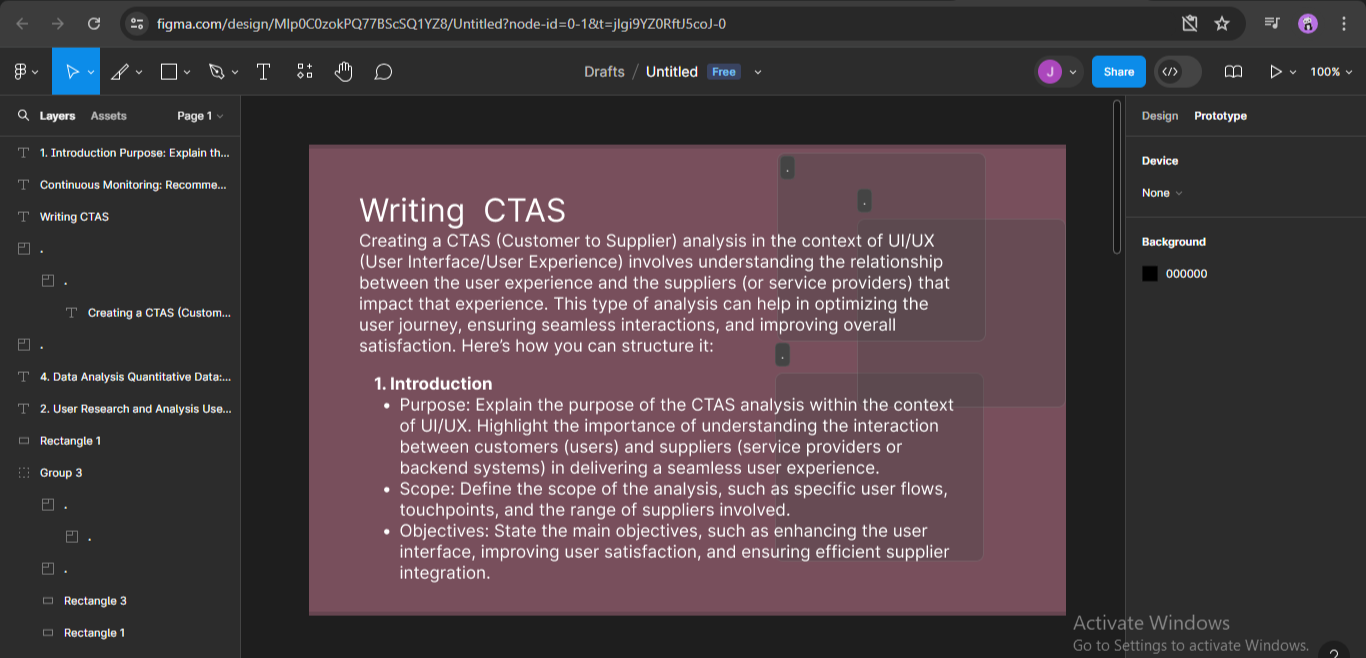 figma.com/design/Mlp0C0zokPQ77BScSQ1YZ8/Untitled?node-id=0-1&t=jlgi9YZ0RftJ5coJ-0
Drafts / Untitled Free
J
Share
100%
Layers Assets Page 1
Design Prototype
1. Introduction Purpose: Explain th...
Continuous Monitoring: Recomme...
Writing CTAS
.
.
Creating a CTAS (Custom...
.
4. Data Analysis Quantitative Data:...
2. User Research and Analysis Use...
Rectangle 1
Group 3
.
.
.
Rectangle 3
Rectangle 1
.
.
Writing CTAS
Creating a CTAS (Customer to Supplier) analysis in the context of UI/UX
(User Interface/User Experience) involves understanding the relationship
between the user experience and the suppliers (or service providers) that
impact that experience. This type of analysis can help in optimizing the
user journey, ensuring seamless interactions, and improving overall
satisfaction. Here's how you can structure it:
.
1. Introduction
• Purpose: Explain the purpose of the CTAS analysis within the context
of UI/UX. Highlight the importance of understanding the interaction
between customers (users) and suppliers (service providers or
backend systems) in delivering a seamless user experience.
• Scope: Define the scope of the analysis, such as specific user flows,
touchpoints, and the range of suppliers involved.
• Objectives: State the main objectives, such as enhancing the user
interface, improving user satisfaction, and ensuring efficient supplier
integration.
Device
None
Background
000000
Activate Windows
Go to Settings to activate Windows.
?